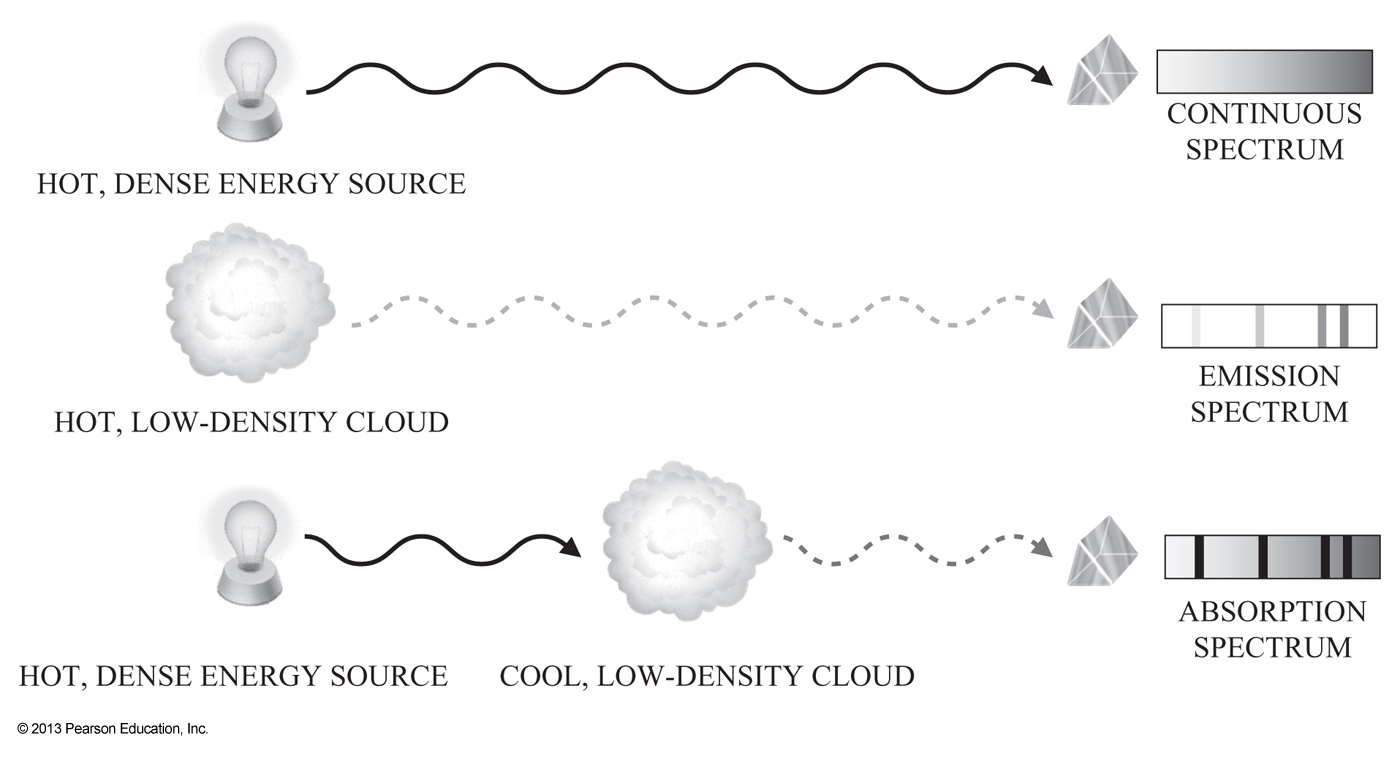 CONTINUOUS
SPECTRUM
HOT, DENSE ENERGY SOURCE
EMISSION
SPECTRUM
HOT, LOW-DENSITY CLOUD
ABSORPTION
SPECTRUM
HOT, DENSE ENERGY SOURCE
COOL, LOW-DENSITY CLOUD
© 2013 Pearson Education, Inc.